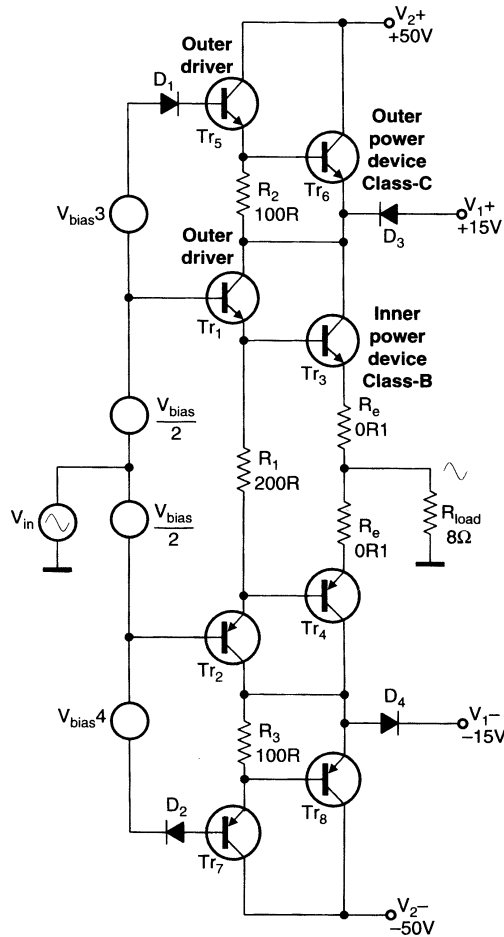 V2+
+50V
Outer
driver
D1
Tr5
Outer
power
device
Class-C
Tr6
R2
100R
Vbias3
V1+
+15V
D3
Outer
driver
Tr1
Inner
power
device
Class-B
Tr3
Vbias
2
Re
0R1
R1
200R
Vin
Vbias
2
Re
0R1
Rload
8Ω
Tr4
Tr2
Vbias4
D4
V1−
−15V
R3
100R
D2
Tr8
Tr7
V2−
−50V